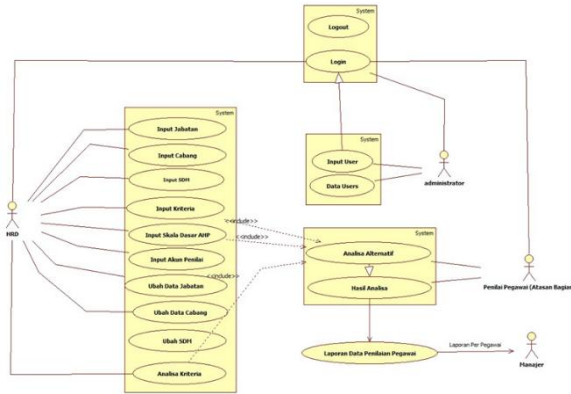 System
Logout
Login
System
Input Jabatan
Input Cabang
Input SDM
Input Kriteria
Input Skala Dasar AHP
Input Akun Penilai
Ubah Data Jabatan
Ubah Data Cabang
Ubah SDM
Analisa Kriteria
HRD
<<include>>
<<include>>
<<include>>
System
Input User
Data Users
administrator
System
Analisa Alternatif
Hasil Analisa
Penilai Pegawai (Atasan Bagian
Laporan Data Penilaian Pegawai
Laporan Per Pegawai
Manajer